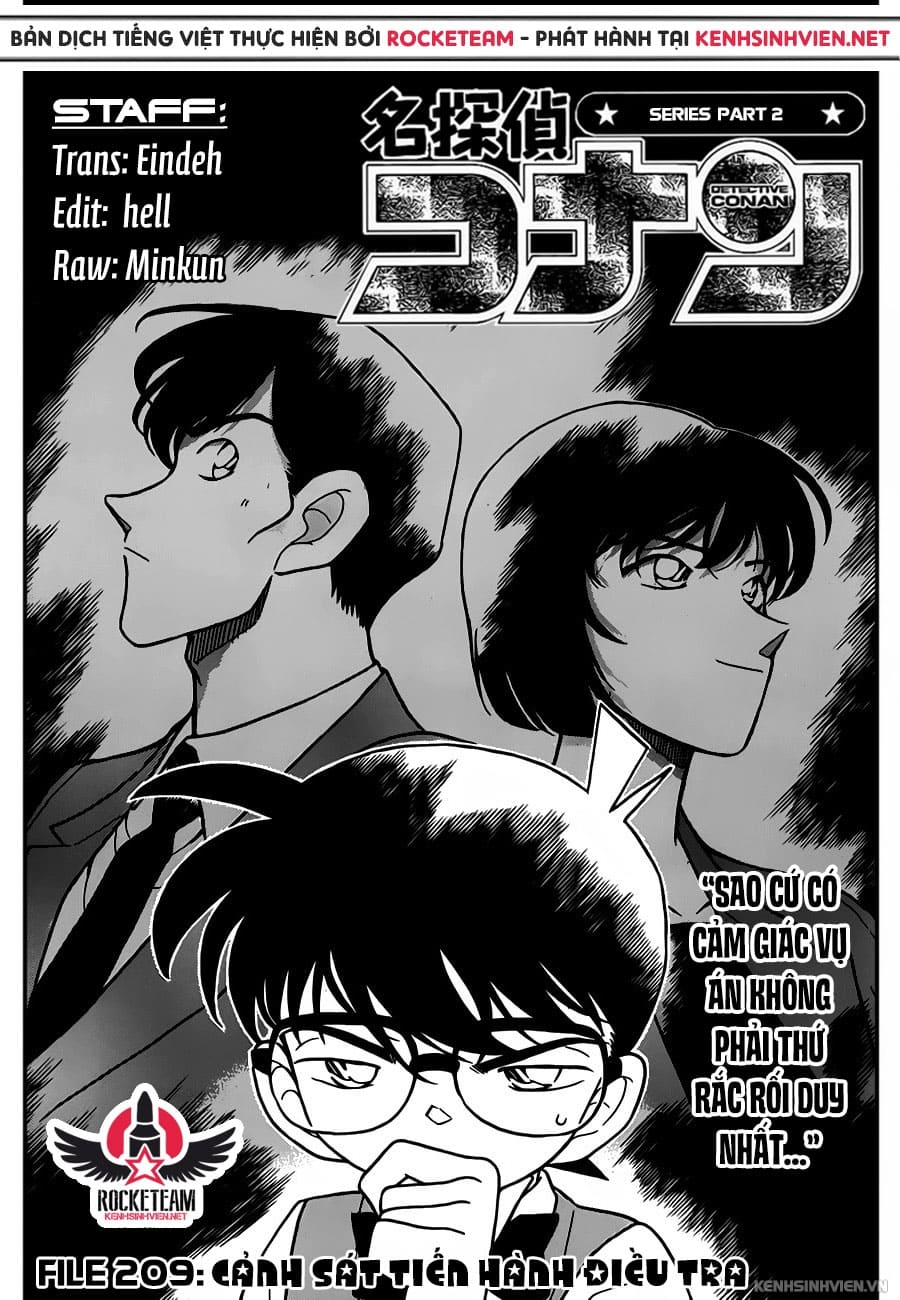 BẢN DỊCH TIẾNG VIỆT THỰC HIỆN BỞI ROCKETEAM - PHÁT HÀNH TẠI KENHSINHVIEN.NET
STAFF:
Trans: Eindeh
Edit: hell
Raw: Minkun
名探偵
★ SERIES PART 2 ★
コナン
DETECTIVE
CONAN
"SAO CỨ CÓ
CẢM GIÁC VỤ
ÁN KHÔNG
PHẢI THỨ
RẮC RỐI DUY
NHẤT..."
ROCKETEAM
KENHSINHVIEN.NET
FILE 209: CẢNH SÁT TIẾN HÀNH ĐIỀU TRA
KENHSINHVIEN.VN